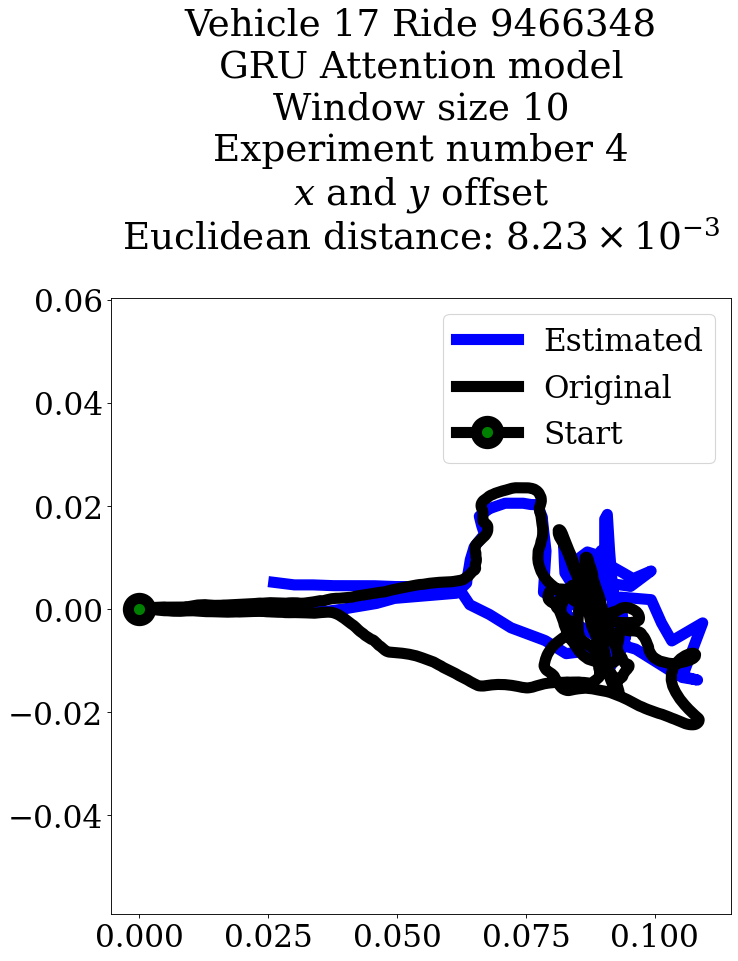 Vehicle 17 Ride 9466348
GRU Attention model
Window size 10
Experiment number 4
x and y offset
Euclidean distance: 8.23 × 10⁻³
0.06
0.04
0.02
0.00
−0.02
−0.04
Estimated
Original
Start
0.000 0.025 0.050 0.075 0.100